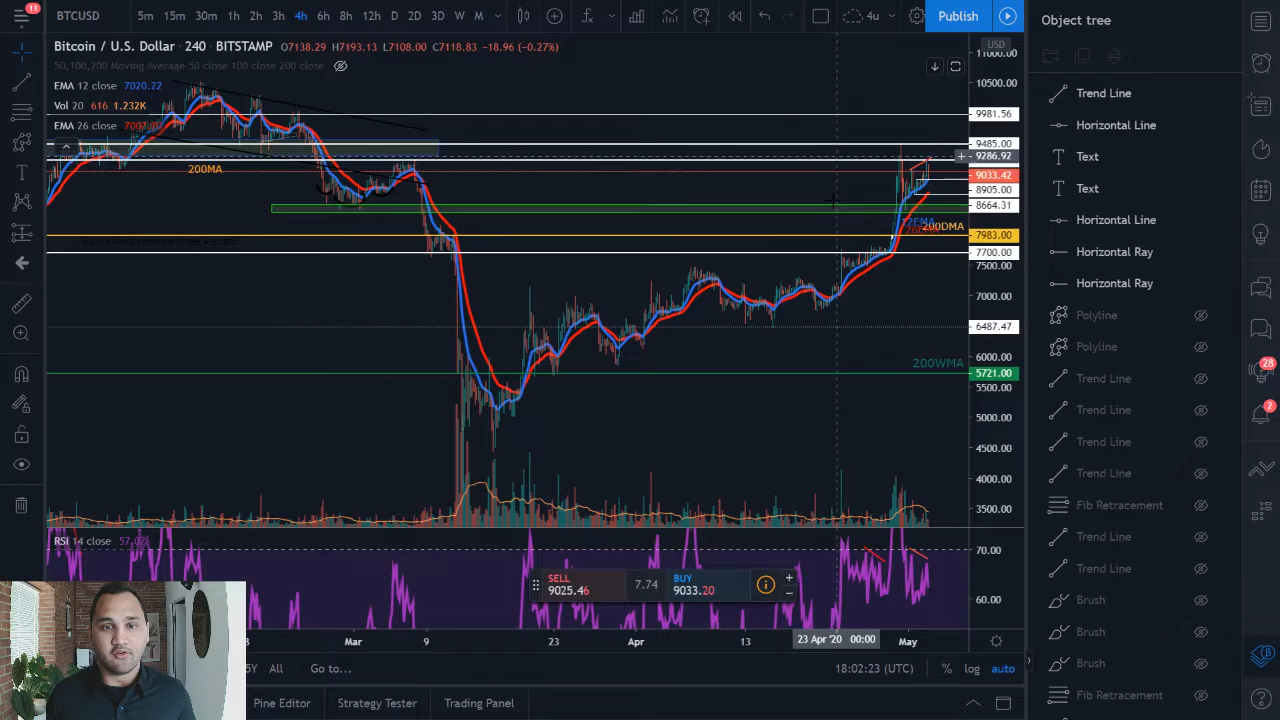 11
BTCUSD 5m 15m 30m 1h 2h 3h 4h 6h 8h 12h D 2D 3D W M 4u Publish
Object tree
Bitcoin / U.S. Dollar · 240 · BITSTAMP O7138.29 H7193.13 L7108.00 C7118.83 −18.96 (−0.27%)
USD
11000.00
50,100,200 Moving Average 50 close 100 close 200 close
EMA 12 close 7020.22
10500.00
Trend Line
Vol 20 616 1.232K
9981.56
EMA 26 close
Horizontal Line
9485.00
9286.92
Text
200MA
9033.42
8905.00
Text
8664.31
Horizontal Line
12EMA
200DMA
7983.00
7700.00
Horizontal Ray
7500.00
Horizontal Ray
7000.00
Polyline
6487.47
Polyline
6000.00
200WMA
5721.00
28
Trend Line
5500.00
Trend Line
2
5000.00
Trend Line
4500.00
Trend Line
4000.00
Fib Retracement
3500.00
RSI 14 close
Trend Line
70.00
Trend Line
SELL
9025.46
7.74
BUY
9033.20
60.00
Brush
Brush
Mar 9 23 Apr 13 23 Apr '20 00:00 May
Brush
5Y All Go to... 18:02:23 (UTC) % log auto
Fib Retracement
Pine Editor Strategy Tester Trading Panel